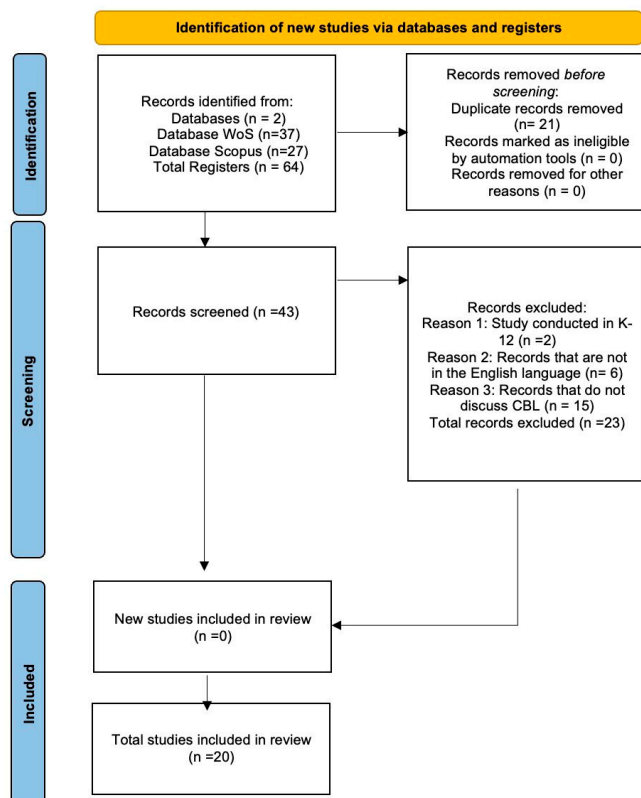 Identification of new studies via databases and registers
Identification
Records identified from:
Databases (n = 2)
Database WoS (n=37)
Database Scopus (n=27)
Total Registers (n = 64)
Records removed before
screening:
Duplicate records removed
(n= 21)
Records marked as ineligible
by automation tools (n = 0)
Records removed for other
reasons (n = 0)
Screening
Records screened (n =43)
Records excluded:
Reason 1: Study conducted in K-
12 (n =2)
Reason 2: Records that are not
in the English language (n= 6)
Reason 3: Records that do not
discuss CBL (n = 15)
Total records excluded (n =23)
Included
New studies included in review
(n =0)
Total studies included in review
(n =20)